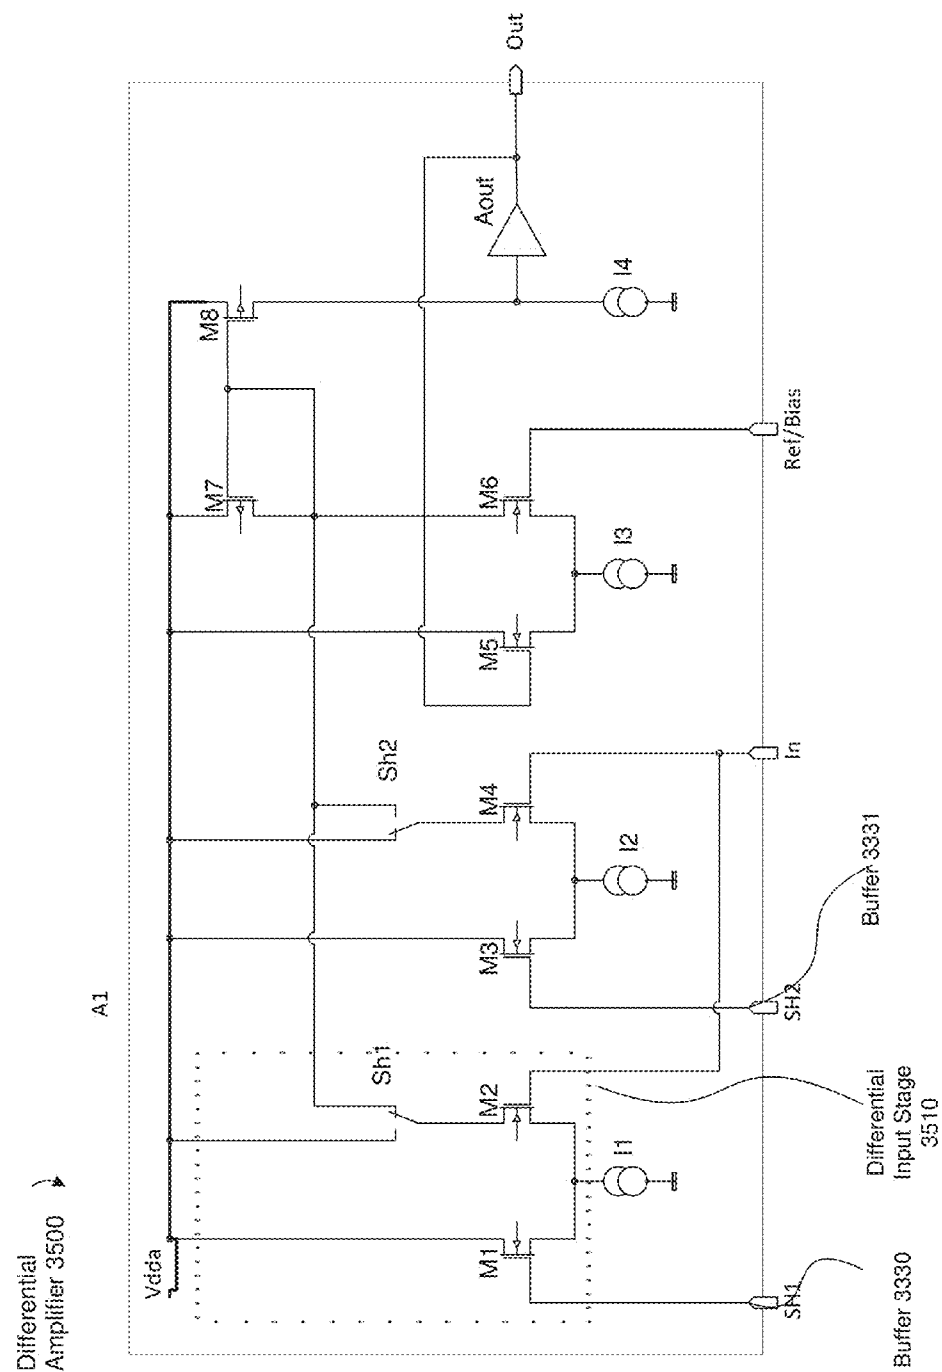 Differential
Amplifier 3500
A1
Vdda
Sh1
Sh2
M7
M8
M1
M2
M3
M4
M5
M6
Aout
Out
I1
I2
I3
I4
SH2
In
Ref/Bias
Buffer 3330
Differential
Input Stage
3510
Buffer 3331